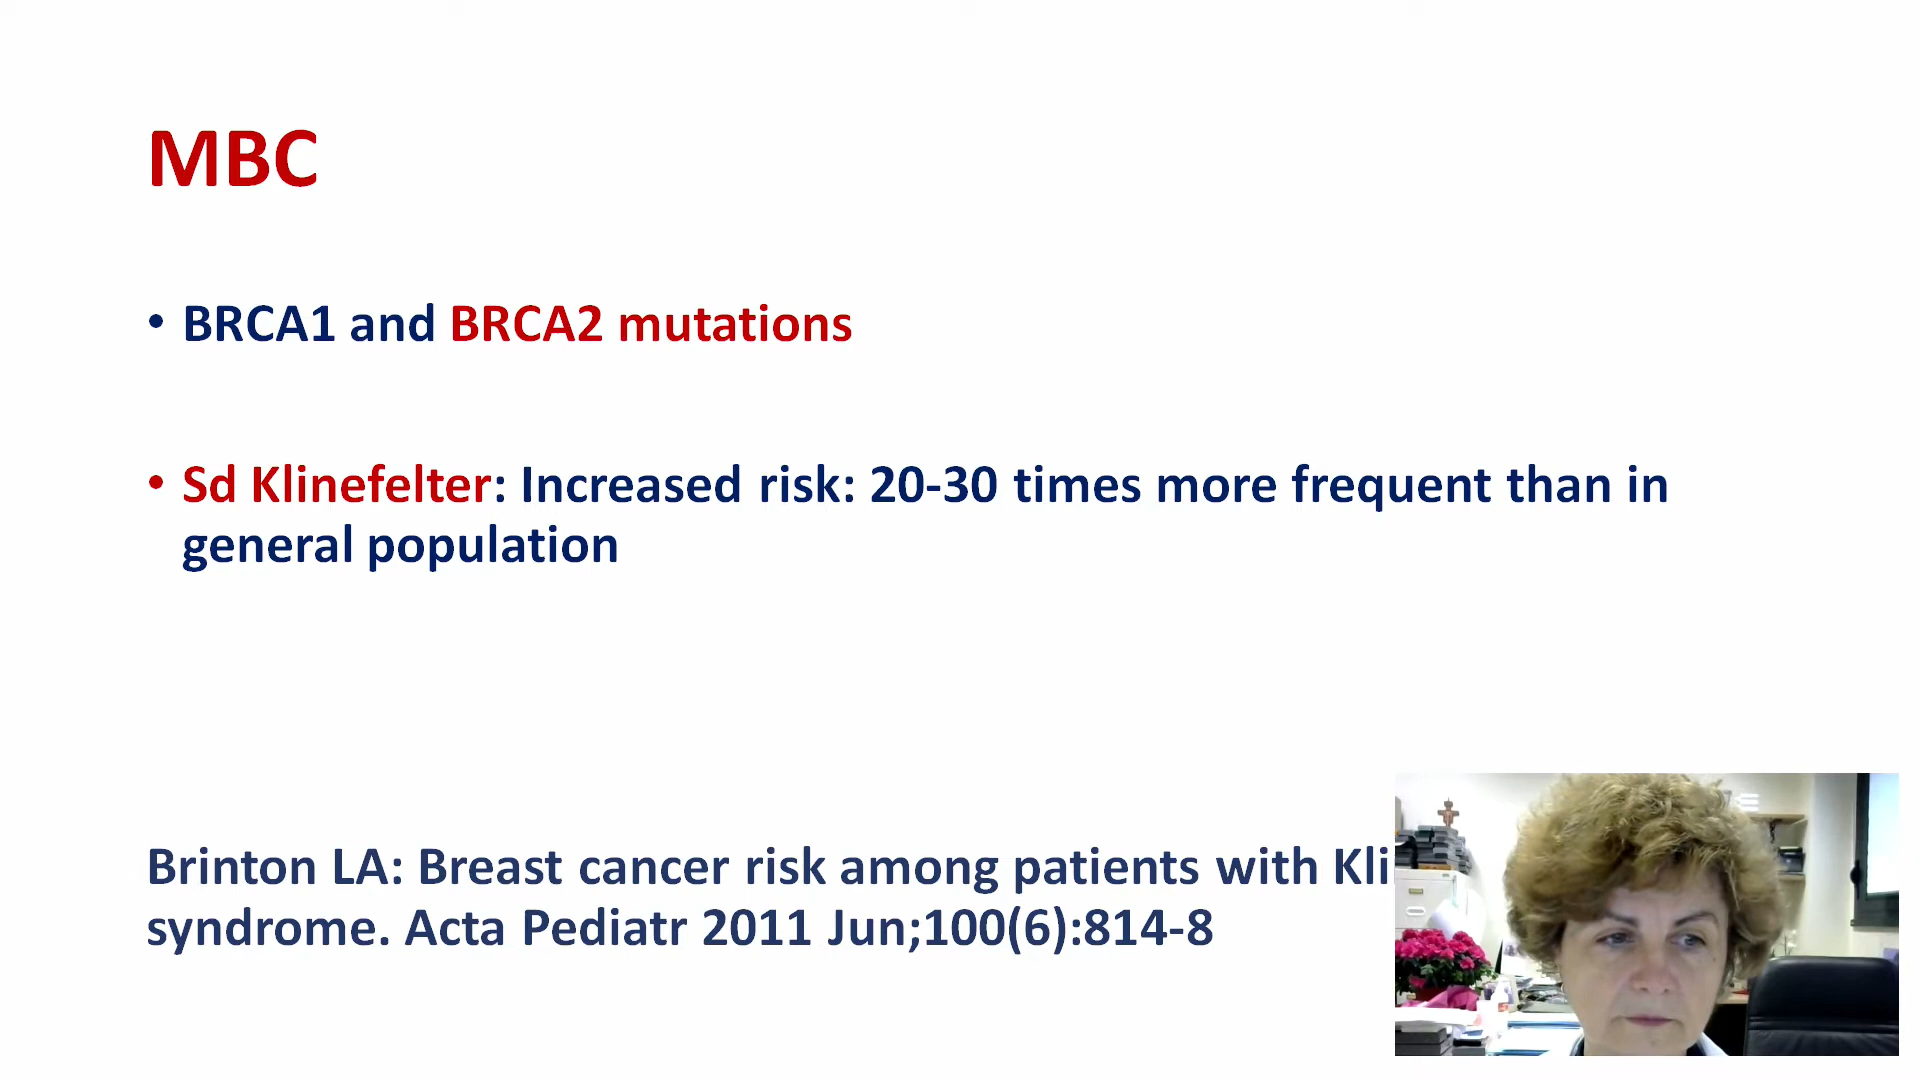 MBC
• BRCA1 and BRCA2 mutations
• Sd Klinefelter: Increased risk: 20-30 times more frequent than in
general population
Brinton LA: Breast cancer risk among patients with Kli
syndrome. Acta Pediatr 2011 Jun;100(6):814-8